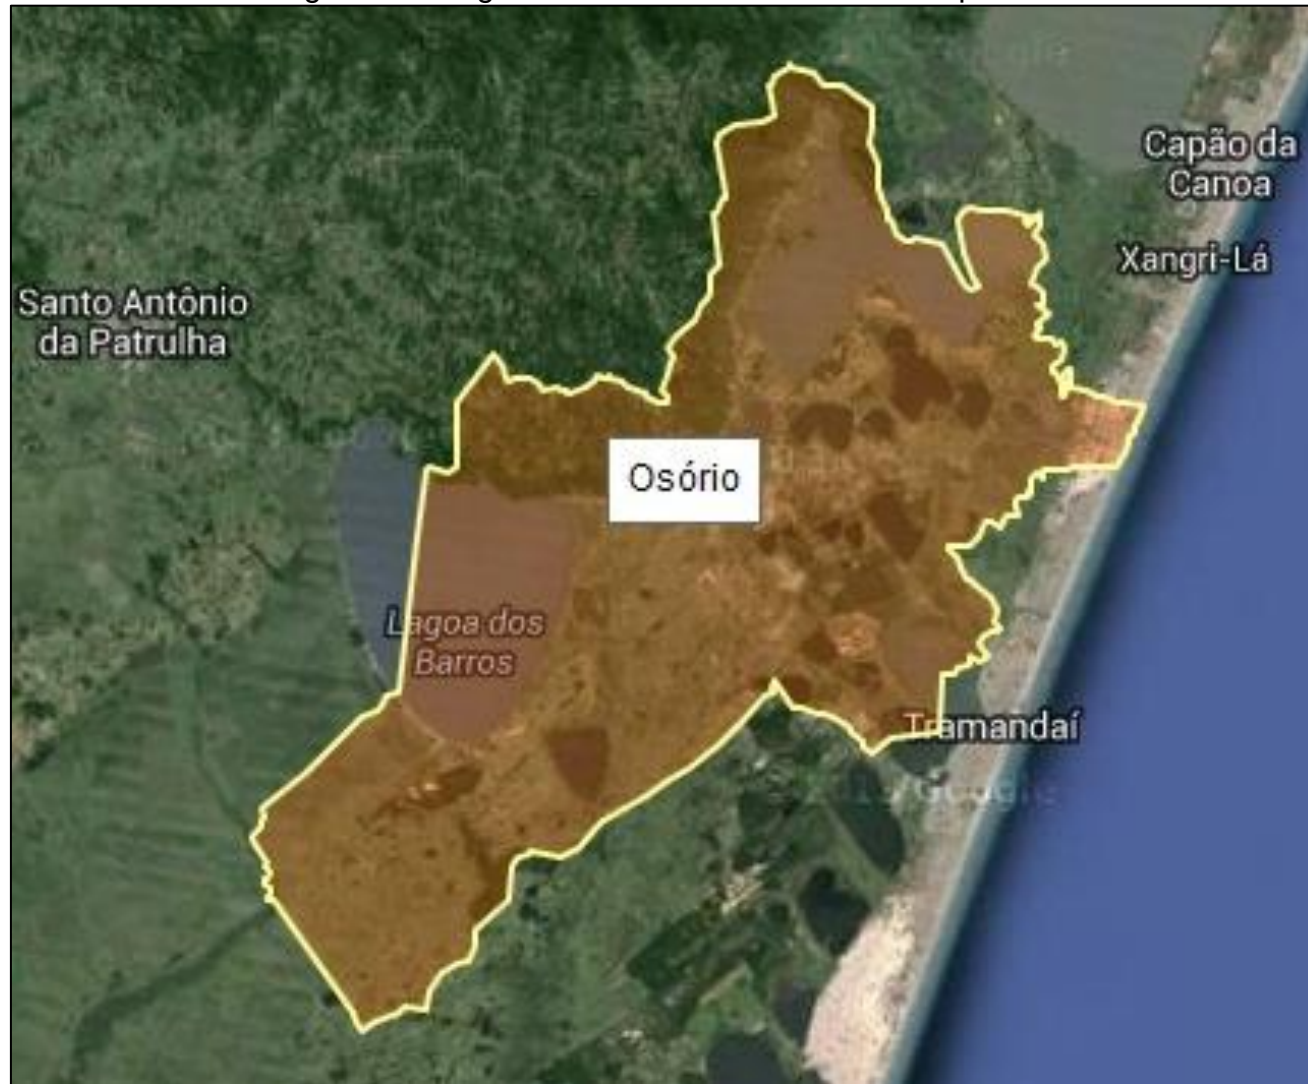 Capão da
Canoa
Xangri-Lá
Santo Antônio
da Patrulha
Osório
Lagoa dos
Barros
Tramandaí